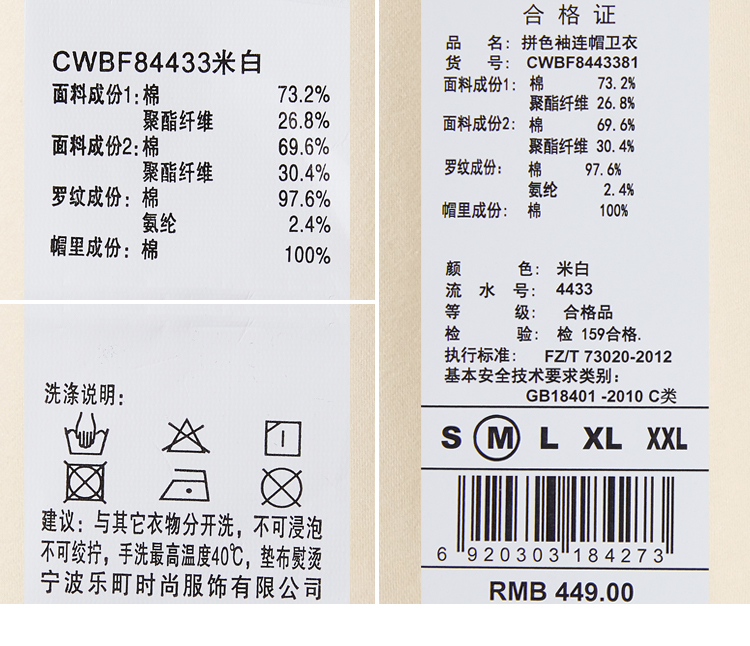 CWBF84433米白
面料成份1: 棉 73.2%
聚酯纤维 26.8%
面料成份2: 棉 69.6%
聚酯纤维 30.4%
罗纹成份: 棉 97.6%
氨纶 2.4%
帽里成份: 棉 100%
洗涤说明:
建议: 与其它衣物分开洗, 不可浸泡
不可绞拧, 手洗最高温度40℃, 垫布熨烫
宁波乐町时尚服饰有限公司
合格证
品 名: 拼色袖连帽卫衣
货 号: CWBF8443381
面料成份1: 棉 73.2%
聚酯纤维 26.8%
面料成份2: 棉 69.6%
聚酯纤维 30.4%
罗纹成份: 棉 97.6%
氨纶 2.4%
帽里成份: 棉 100%
颜 色: 米白
流 水 号: 4433
等 级: 合格品
检 验: 检 159合格.
执行标准: FZ/T 73020-2012
基本安全技术要求类别:
GB18401 -2010 C类
S M L XL XXL
6 920303 184273
RMB 449.00